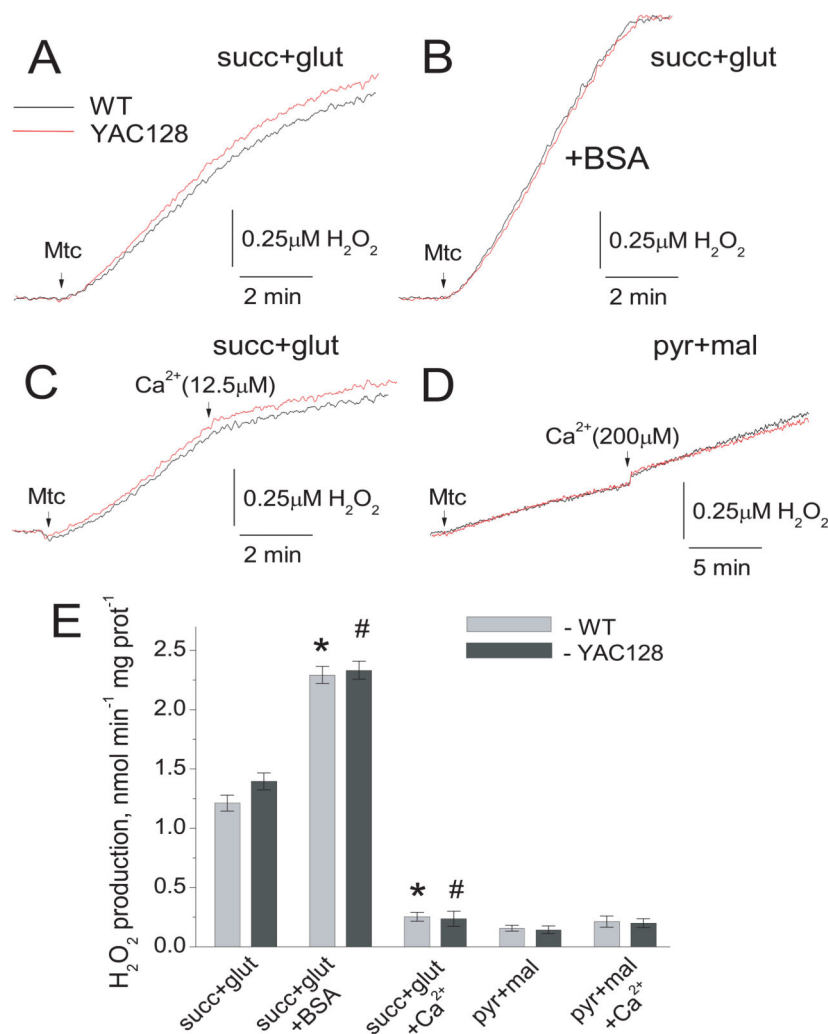 A
succ+glut
WT
YAC128
Mtc
0.25μM H₂O₂
2 min
B
succ+glut
+BSA
Mtc
0.25μM H₂O₂
2 min
C
succ+glut
Ca²⁺(12.5μM)
Mtc
0.25μM H₂O₂
2 min
D
pyr+mal
Ca²⁺(200μM)
Mtc
0.25μM H₂O₂
5 min
E
H₂O₂ production, nmol min⁻¹ mg prot⁻¹
2.5
2.0
1.5
1.0
0.5
0.0
* #
* #
- WT
- YAC128
succ+glut
succ+glut
+BSA
succ+glut
+Ca²⁺
pyr+mal
pyr+mal
+Ca²⁺